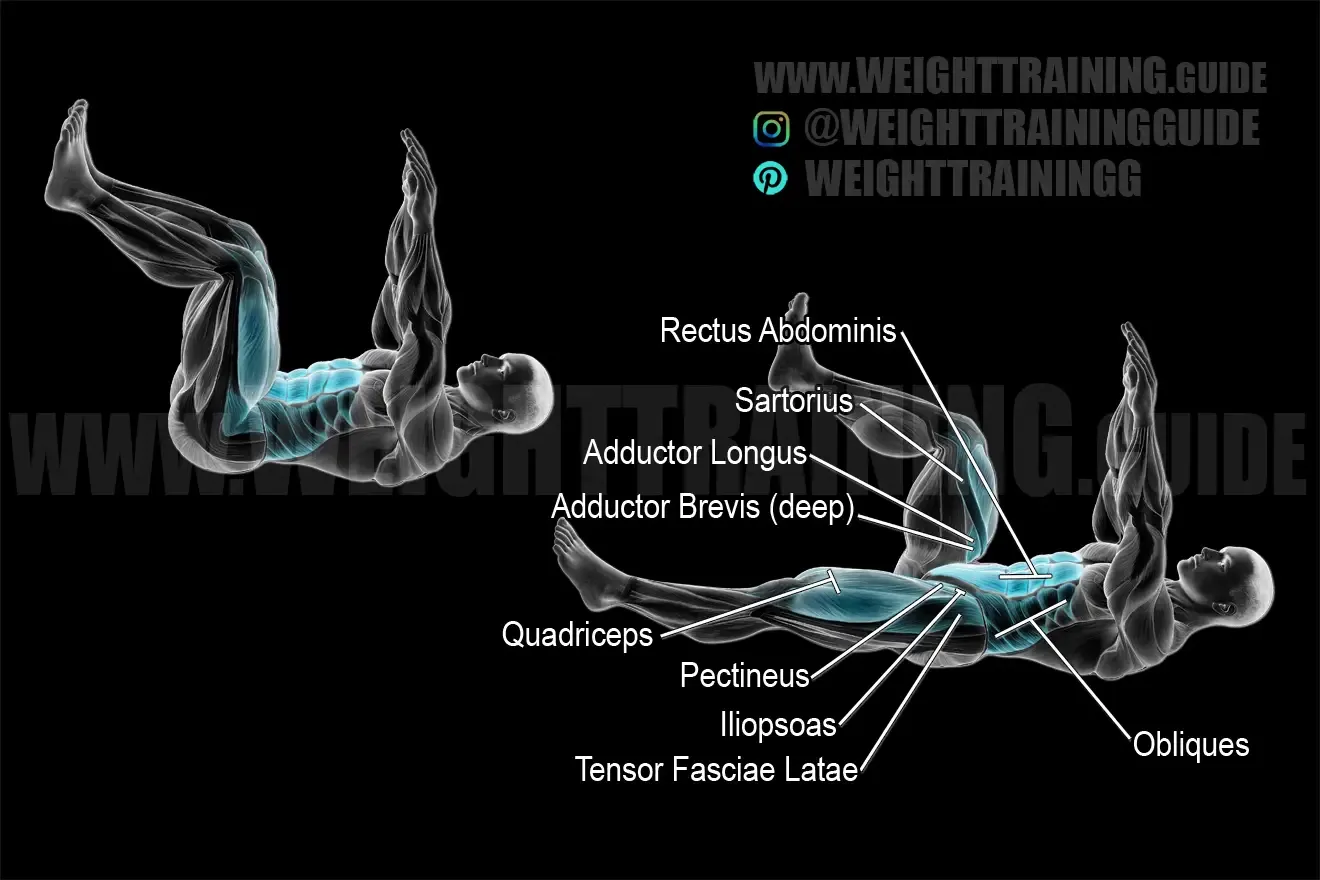 WWW.WEIGHTTRAINING.GUIDE
@WEIGHTTRAININGGUIDE
WEIGHTTRAININGG
Rectus Abdominis
Sartorius
WWW.WEIGHTTRAINING.GUIDE
Adductor Longus
Adductor Brevis (deep)
Quadriceps
Pectineus
Iliopsoas
Obliques
Tensor Fasciae Latae